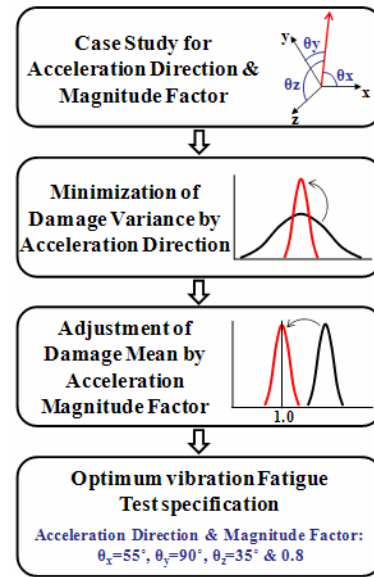 Case Study for
Acceleration Direction &
Magnitude Factor
y
θy
θz
θx
x
z
Minimization of
Damage Variance by
Acceleration Direction
Adjustment of
Damage Mean by
Acceleration
Magnitude Factor
1.0
Optimum vibration Fatigue
Test specification
Acceleration Direction & Magnitude Factor:
θx=55˚, θy=90˚, θz=35˚ & 0.8